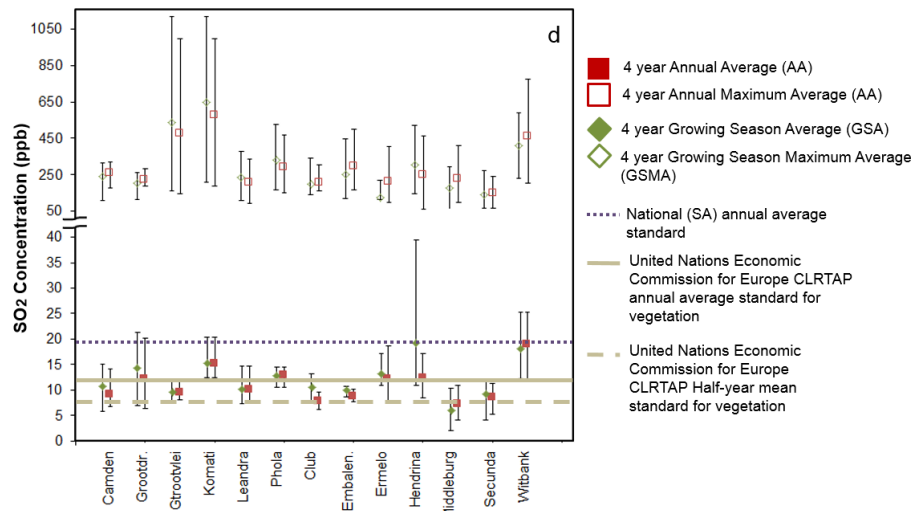 d
1050
850
650
450
250
50
40
35
30
25
20
15
10
5
0
SO2 Concentration (ppb)
Camden
Grootdr.
Gtrootvlei
Komati
Leandra
Phola
Club
Embalen.
Ermelo
Hendrina
Middleburg
Secunda
Witbank
4 year Annual Average (AA)
4 year Annual Maximum Average (AA)
4 year Growing Season Average (GSA)
4 year Growing Season Maximum Average
(GSMA)
National (SA) annual average
standard
United Nations Economic
Commission for Europe CLRTAP
annual average standard for
vegetation
United Nations Economic
Commission for Europe
CLRTAP Half-year mean
standard for vegetation